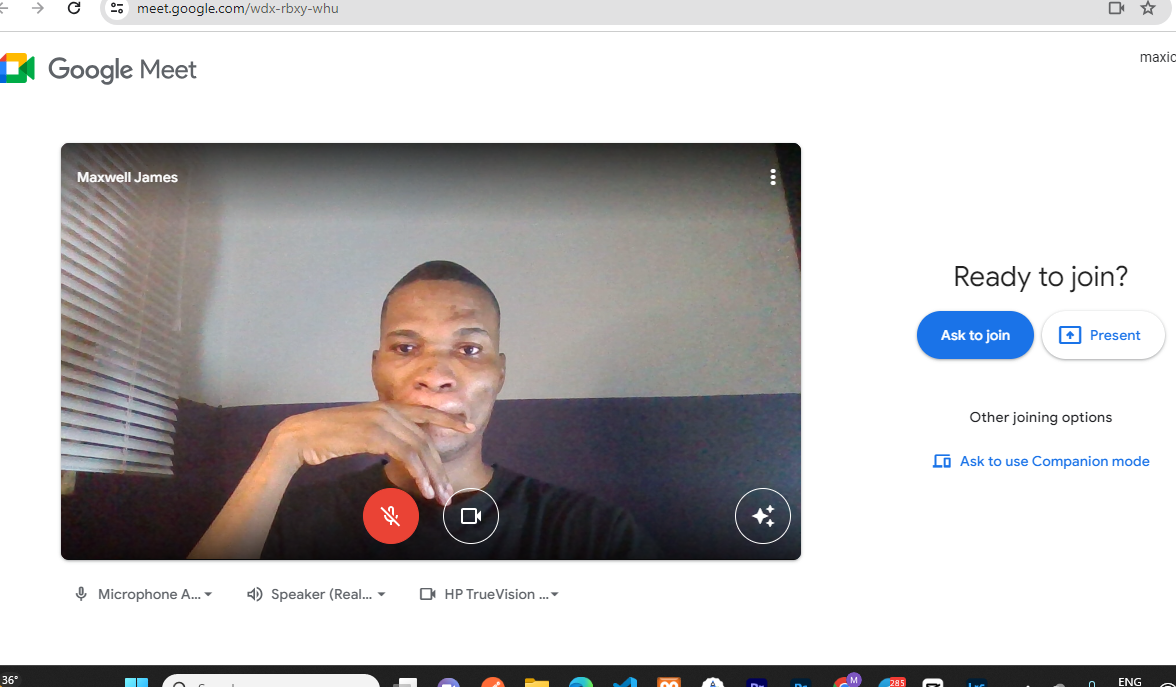 meet.google.com/wdx-rbxy-whu
Google Meet
Maxwell James
Ready to join?
Ask to join
Present
Other joining options
Ask to use Companion mode
Microphone A...
Speaker (Real...
HP TrueVision ...
36°
M
285
ENG